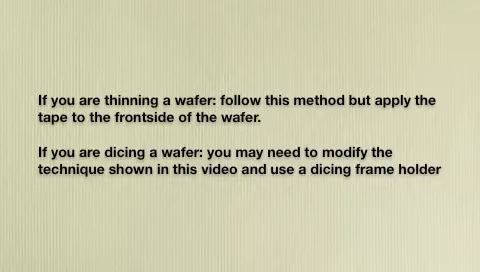 If you are thinning a wafer: follow this method but apply the
tape to the frontside of the wafer.
If you are dicing a wafer: you may need to modify the
technique shown in this video and use a dicing frame holder